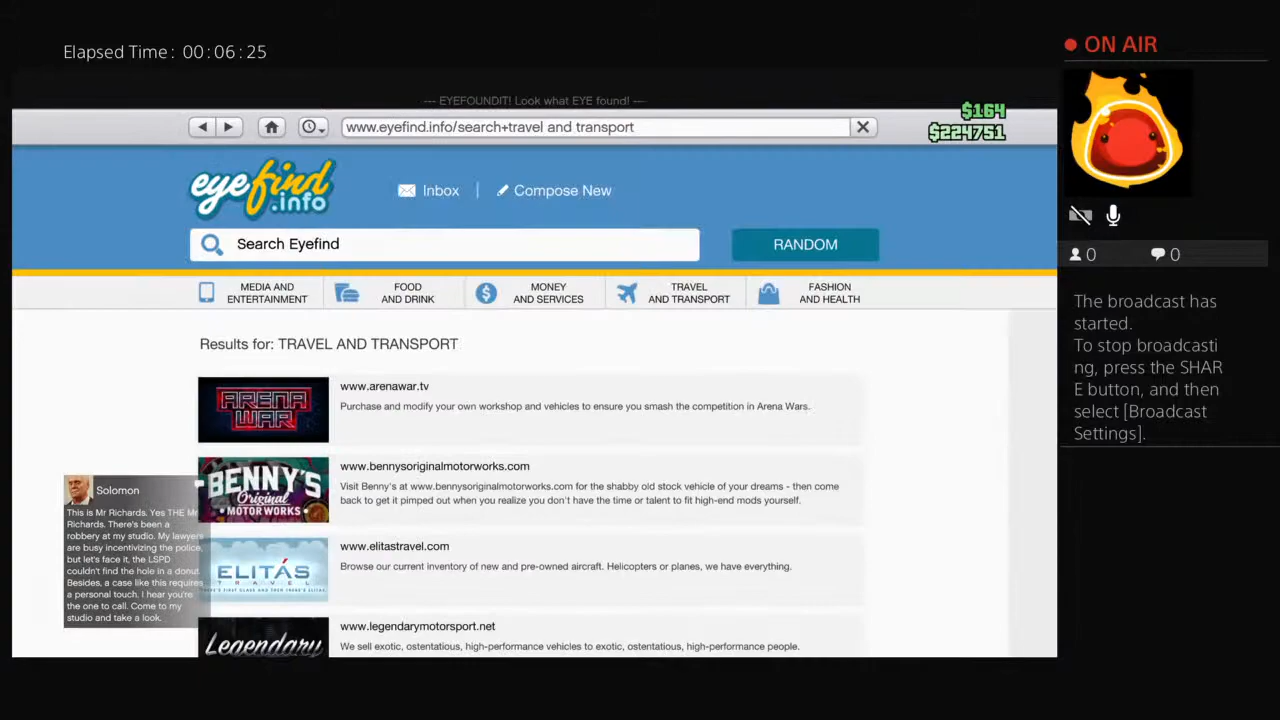 Elapsed Time: 00:06:25
ON AIR
--- EYEFOUNDIT! Look what EYE found! ---
www.eyefind.info/search+travel and transport
$164
$224751
eyefind
.info
Inbox
Compose New
Search Eyefind
RANDOM
0
0
MEDIA AND
ENTERTAINMENT
FOOD
AND DRINK
MONEY
AND SERVICES
TRAVEL
AND TRANSPORT
FASHION
AND HEALTH
The broadcast has
started.
To stop broadcasti
ng, press the SHAR
E button, and then
select [Broadcast
Settings].
Results for: TRAVEL AND TRANSPORT
ARENA
WAR
www.arenawar.tv
Purchase and modify your own workshop and vehicles to ensure you smash the competition in Arena Wars.
BENNY'S
Original
MOTOR WORKS
www.bennysoriginalmotorworks.com
Visit Benny's at www.bennysoriginalmotorworks.com for the shabby old stock vehicle of your dreams - then come
back to get it pimped out when you realize you don't have the time or talent to fit high-end mods yourself.
Solomon
This is Mr Richards. Yes THE Mr
Richards. There's been a
robbery at my studio. My lawyers
are busy incentivizing the police,
but let's face it, the LSPD
couldn't find the hole in a donut.
Besides, a case like this requires
a personal touch. I hear you're
the one to call. Come to my
studio and take a look.
ELITÁS
TRAVEL
THERE'S FIRST CLASS AND THEN THERE'S ELITÁS.
www.elitastravel.com
Browse our current inventory of new and pre-owned aircraft. Helicopters or planes, we have everything.
Legendary
www.legendarymotorsport.net
We sell exotic, ostentatious, high-performance vehicles to exotic, ostentatious, high-performance people.